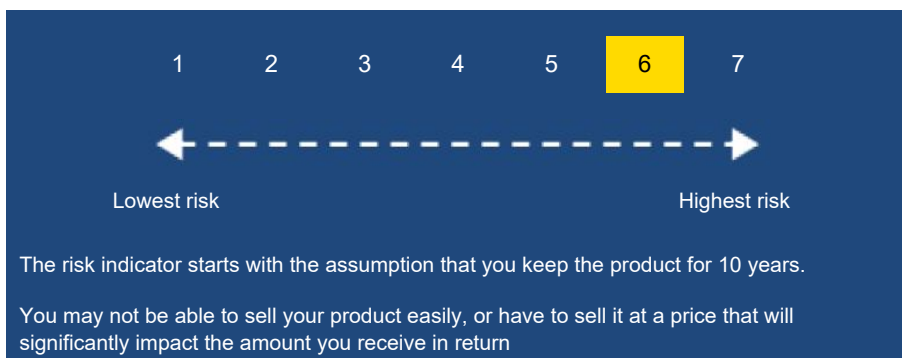 1 2 3 4 5 6 7
Lowest risk Highest risk
The risk indicator starts with the assumption that you keep the product for 10 years.
You may not be able to sell your product easily, or have to sell it at a price that will
significantly impact the amount you receive in return